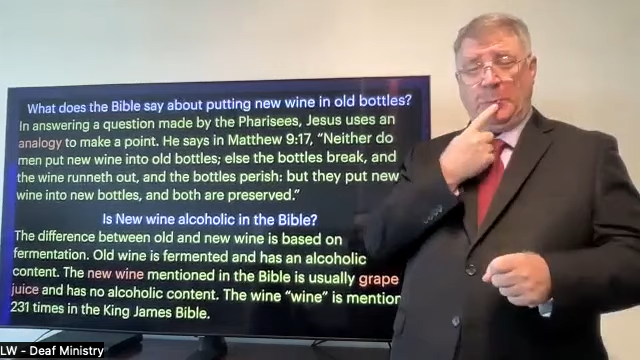 What does the Bible say about putting new wine in old bottles?
In answering a question made by the Pharisees, Jesus uses an
analogy to make a point. He says in Matthew 9:17, “Neither do
men put new wine into old bottles; else the bottles break, and
the wine runneth out, and the bottles perish: but they put new
wine into new bottles, and both are preserved.”
Is New wine alcoholic in the Bible?
The difference between old and new wine is based on
fermentation. Old wine is fermented and has an alcoholic
content. The new wine mentioned in the Bible is usually grape
juice and has no alcoholic content. The wine “wine” is mention
231 times in the King James Bible.
LW - Deaf Ministry